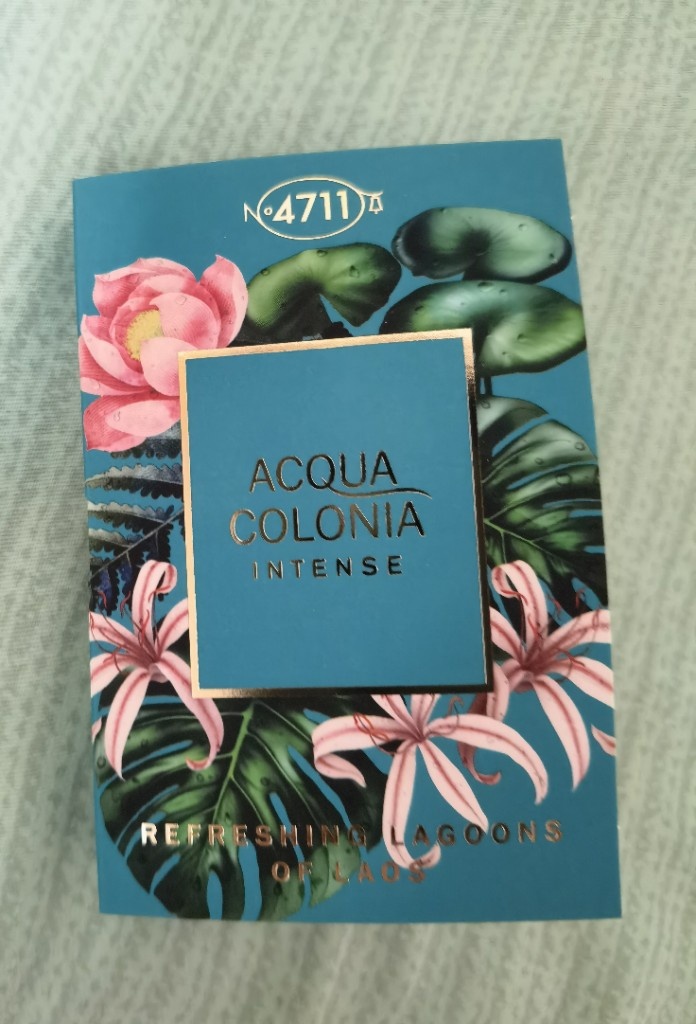 Nº4711
ACQUA
COLONIA
INTENSE
REFRESHING LAGOONS
OF LAOS